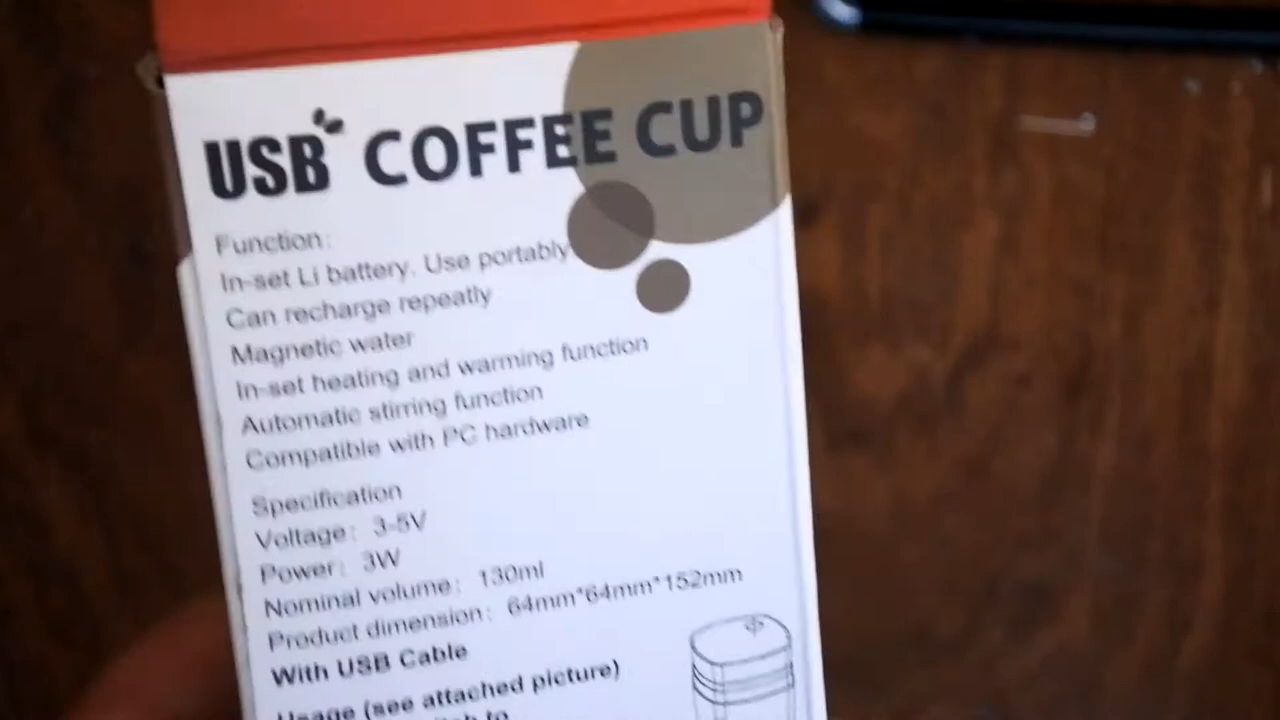 USB COFFEE CUP
Function:
In-set Li battery. Use portably
Can recharge repeatly
Magnetic water
In-set heating and warming function
Automatic stirring function
Compatible with PC hardware
Specification
Voltage: 3-5V
Power: 3W
Nominal volume: 130ml
Product dimension: 64mm*64mm*152mm
With USB Cable
Usage (see attached picture)
to